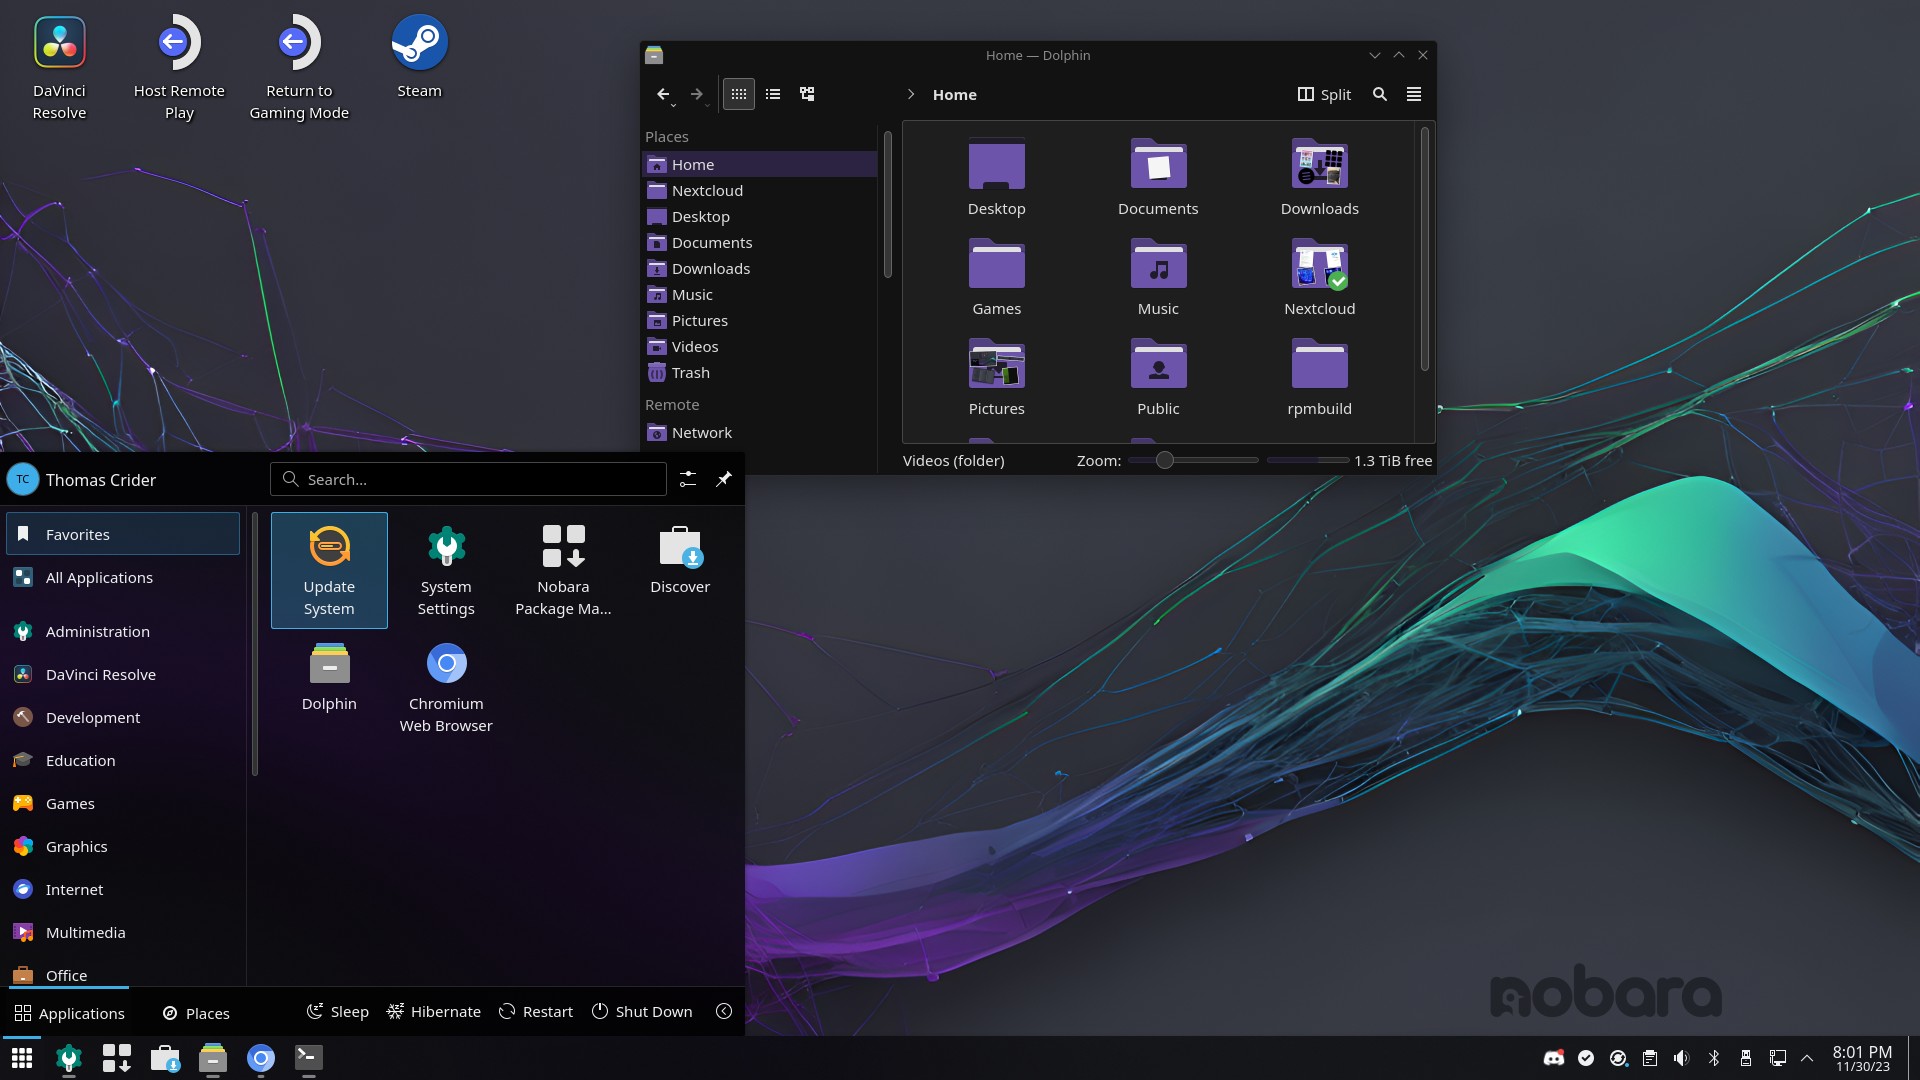 DaVinci
Resolve
Host Remote
Play
Return to
Gaming Mode
Steam
Home — Dolphin
Home
Split
Places
Home
Nextcloud
Desktop
Documents
Downloads
Music
Pictures
Videos
Trash
Remote
Network
Desktop
Documents
Downloads
Games
Music
Nextcloud
Pictures
Public
rpmbuild
Videos (folder)
Zoom:
1.3 TiB free
TC
Thomas Crider
Search...
Favorites
All Applications
Administration
DaVinci Resolve
Development
Education
Games
Graphics
Internet
Multimedia
Office
Update
System
System
Settings
Nobara
Package Ma...
Discover
Dolphin
Chromium
Web Browser
Applications
Places
Sleep
Hibernate
Restart
Shut Down
nobara
8:01 PM
11/30/23